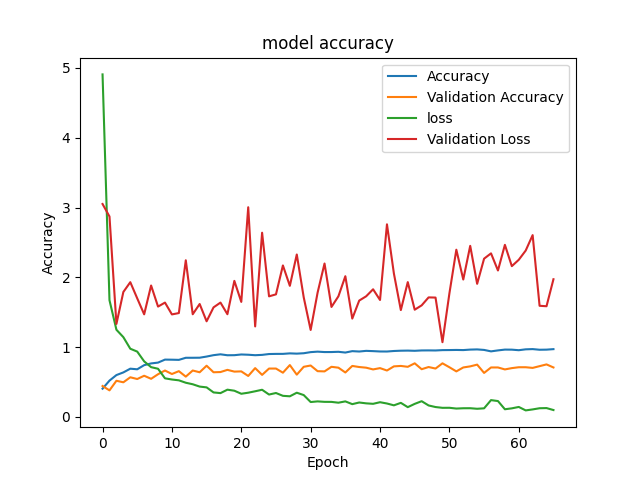 model accuracy
Accuracy
Validation Accuracy
loss
Validation Loss
5
4
3
2
1
0
Accuracy
0 10 20 30 40 50 60
Epoch